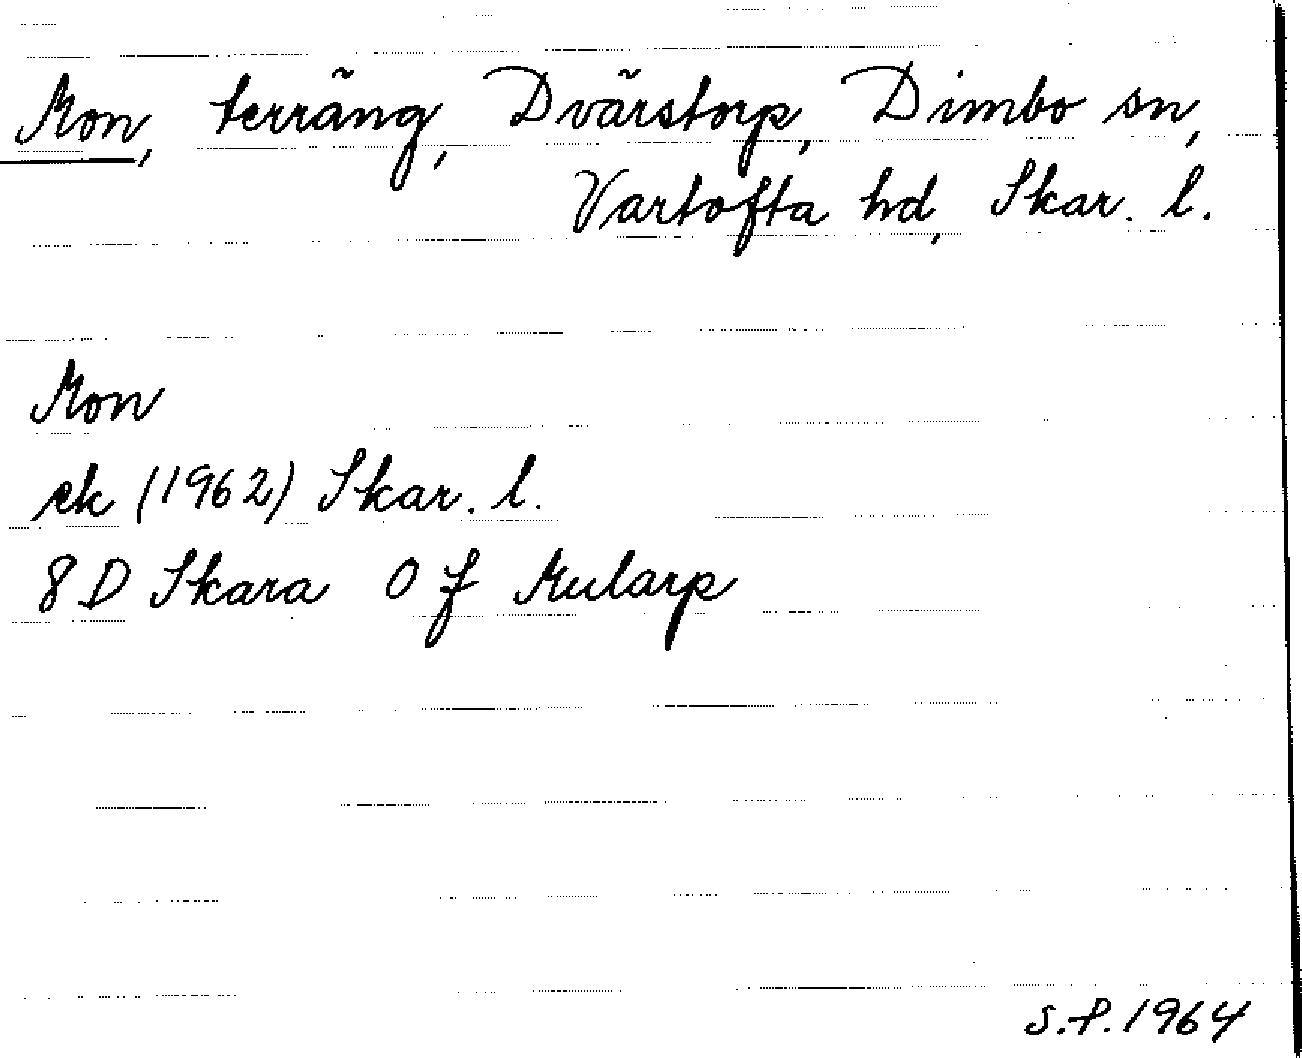 Mon, terräng, Dvärstorp, Dimbo sn,
Vartofta hd, Skar. l.
Mon
ek (1962) Skar. l.
8 D Skara 0 f Mularp
S.P. 1964